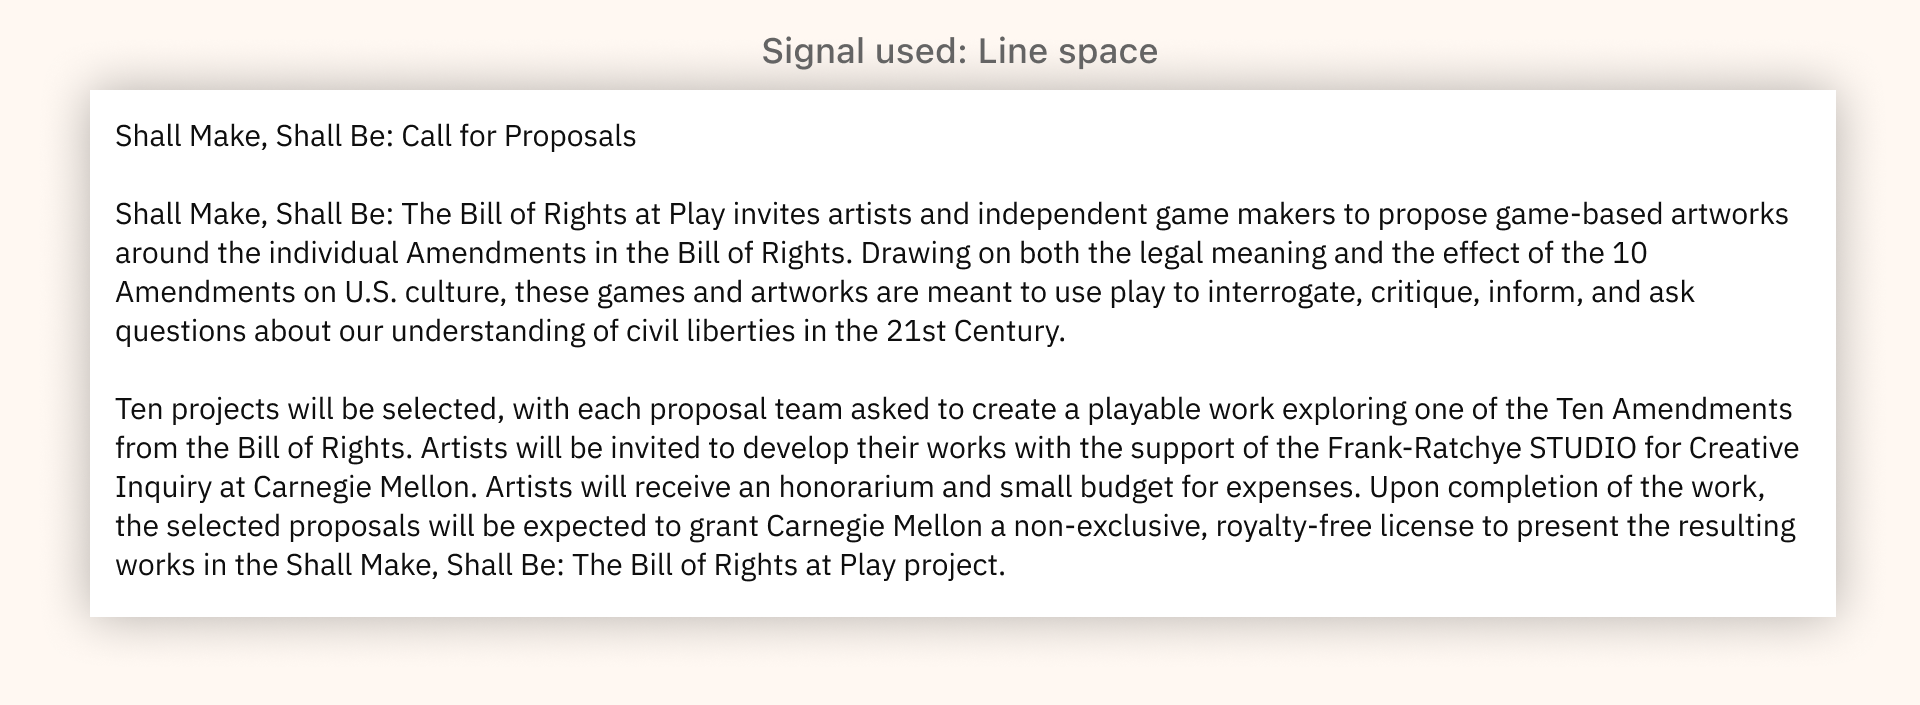 Signal used: Line space
Shall Make, Shall Be: Call for Proposals
Shall Make, Shall Be: The Bill of Rights at Play invites artists and independent game makers to propose game-based artworks
around the individual Amendments in the Bill of Rights. Drawing on both the legal meaning and the effect of the 10
Amendments on U.S. culture, these games and artworks are meant to use play to interrogate, critique, inform, and ask
questions about our understanding of civil liberties in the 21st Century.
Ten projects will be selected, with each proposal team asked to create a playable work exploring one of the Ten Amendments
from the Bill of Rights. Artists will be invited to develop their works with the support of the Frank-Ratchye STUDIO for Creative
Inquiry at Carnegie Mellon. Artists will receive an honorarium and small budget for expenses. Upon completion of the work,
the selected proposals will be expected to grant Carnegie Mellon a non-exclusive, royalty-free license to present the resulting
works in the Shall Make, Shall Be: The Bill of Rights at Play project.